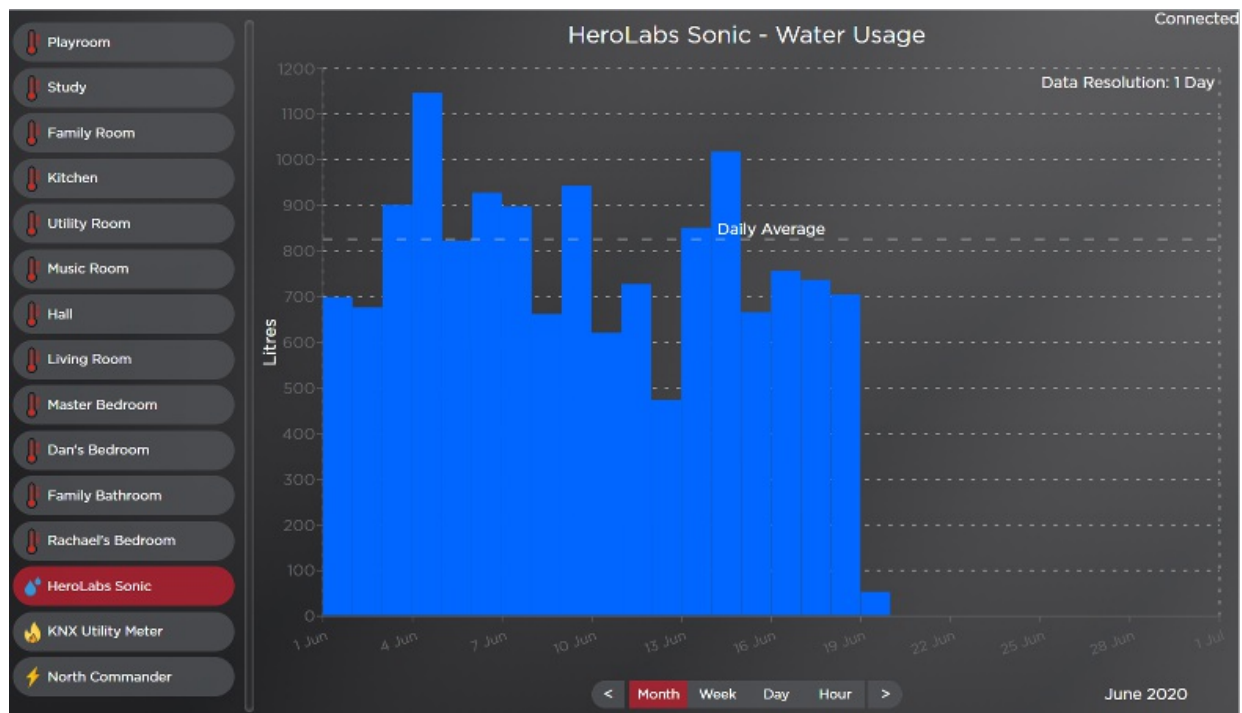 Connected
HeroLabs Sonic - Water Usage
Data Resolution: 1 Day
Playroom
Study
Family Room
Kitchen
Utility Room
Music Room
Hall
Living Room
Master Bedroom
Dan's Bedroom
Family Bathroom
Rachael's Bedroom
HeroLabs Sonic
KNX Utility Meter
North Commander
Litres
1200
1100
1000
900
800
700
600
500
400
300
200
100
0
Daily Average
1 Jun
4 Jun
7 Jun
10 Jun
13 Jun
16 Jun
19 Jun
22 Jun
25 Jun
28 Jun
1 Jul
< Month Week Day Hour >
June 2020